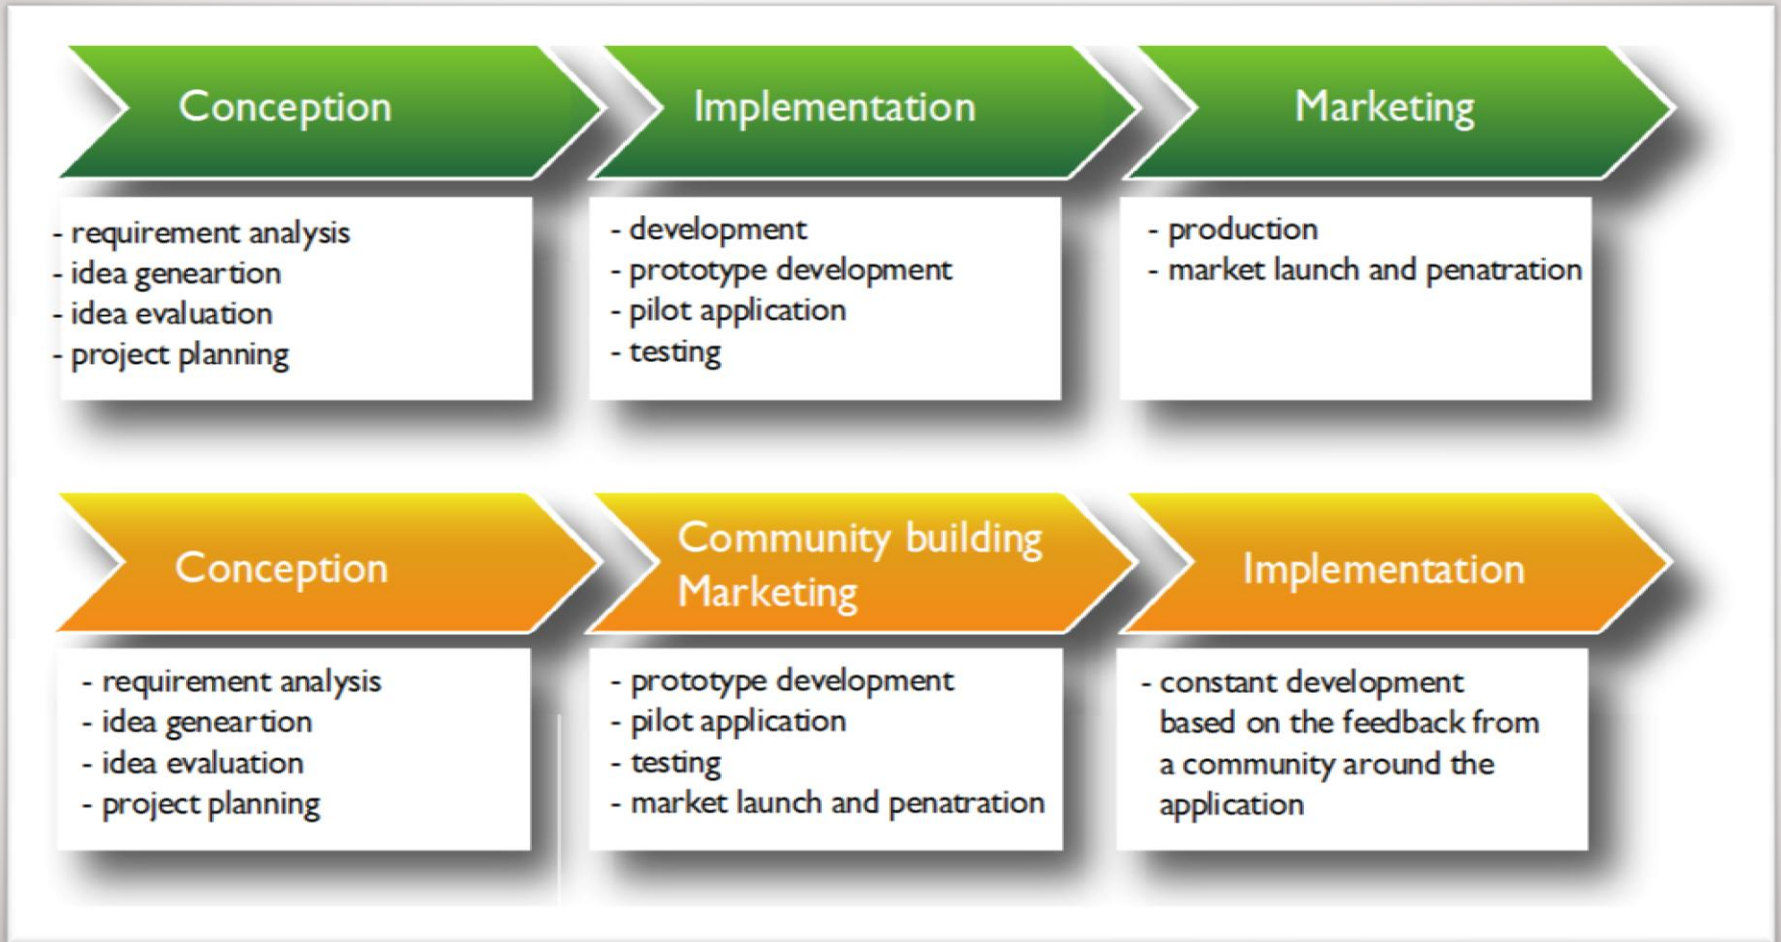 Conception
Implementation
Marketing
- requirement analysis
- idea geneartion
- idea evaluation
- project planning
- development
- prototype development
- pilot application
- testing
- production
- market launch and penatration
Conception
Community building
Marketing
Implementation
- requirement analysis
- idea geneartion
- idea evaluation
- project planning
- prototype development
- pilot application
- testing
- market launch and penatration
- constant development
based on the feedback from
a community around the
application